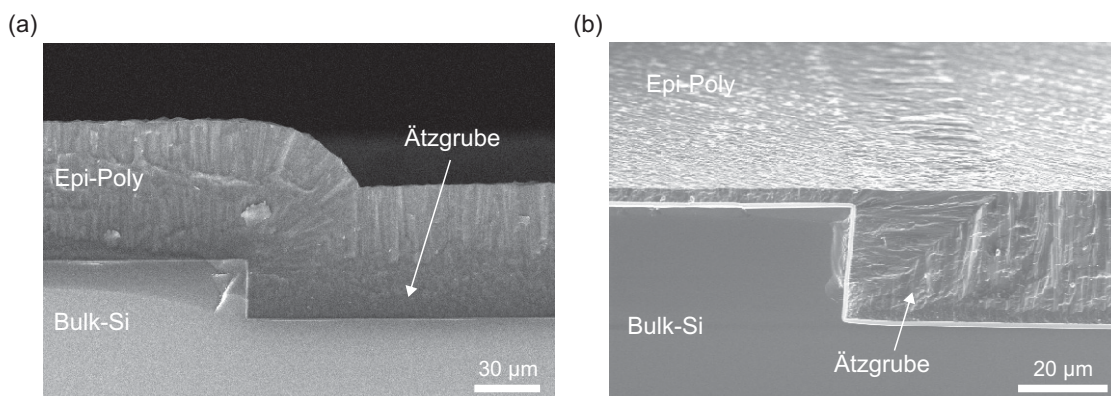 (a)
Ätzgrube
Epi-Poly
Bulk-Si
30 µm
(b)
Epi-Poly
Bulk-Si
Ätzgrube
20 µm